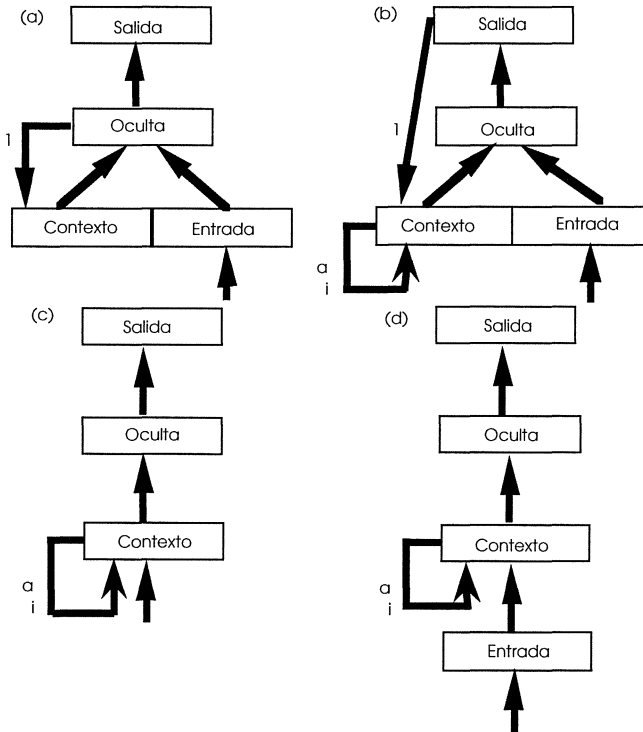 (a)
Salida
Oculta
1
Contexto
Entrada
(b)
Salida
1
Oculta
Contexto
Entrada
a
i
(c)
Salida
Oculta
Contexto
a
i
(d)
Salida
Oculta
Contexto
a
i
Entrada